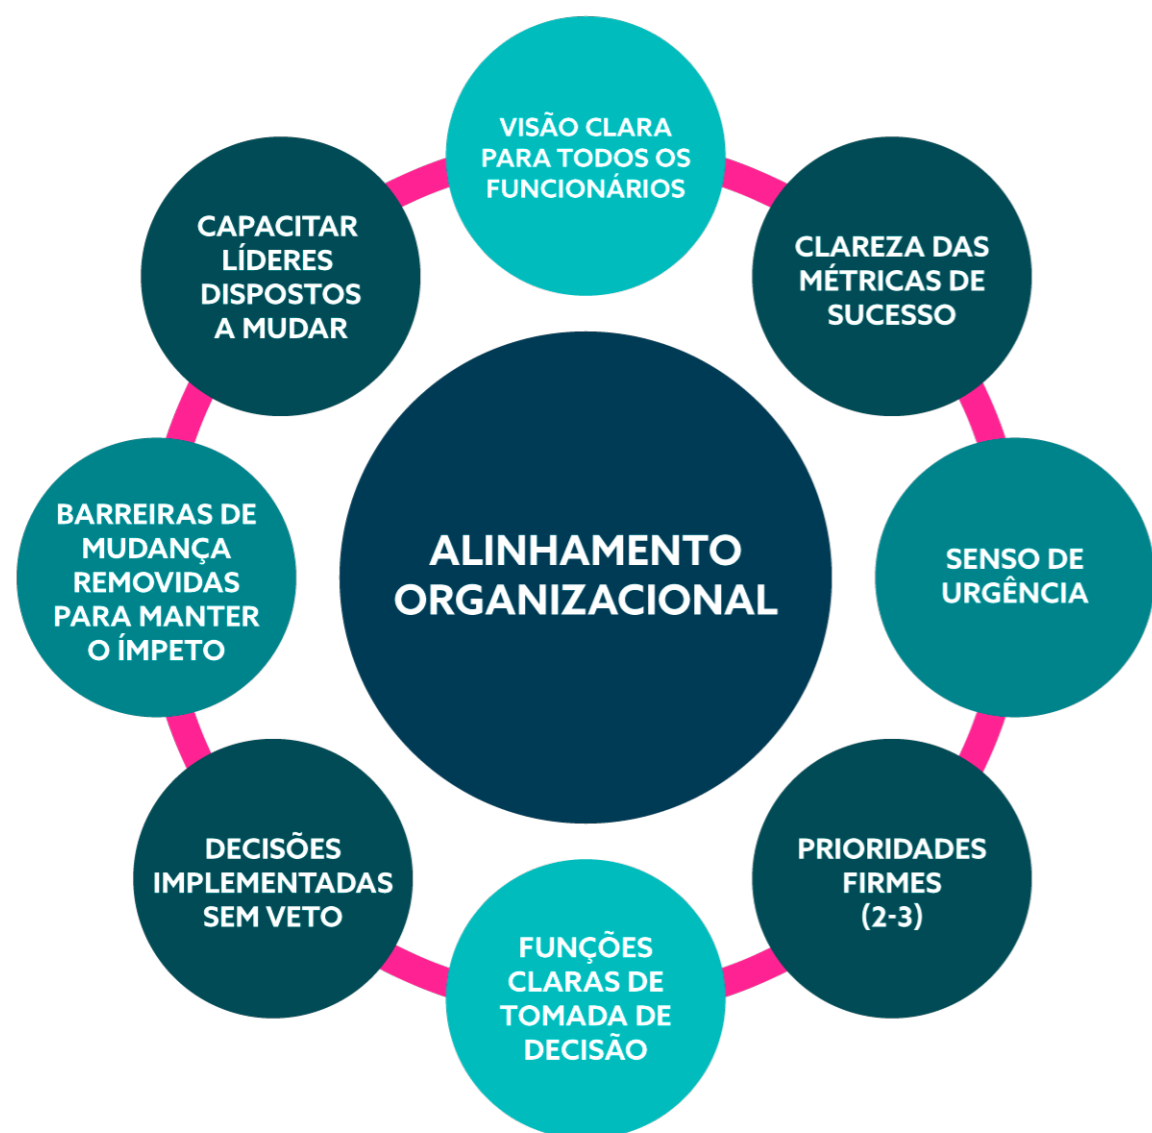 VISÃO CLARA
PARA TODOS OS
FUNCIONÁRIOS
CLAREZA DAS
MÉTRICAS DE
SUCESSO
SENSO DE
URGÊNCIA
PRIORIDADES
FIRMES
(2-3)
FUNÇÕES
CLARAS DE
TOMADA DE
DECISÃO
DECISÕES
IMPLEMENTADAS
SEM VETO
BARREIRAS DE
MUDANÇA
REMOVIDAS
PARA MANTER
O ÍMPETO
CAPACITAR
LÍDERES
DISPOSTOS
A MUDAR
ALINHAMENTO
ORGANIZACIONAL